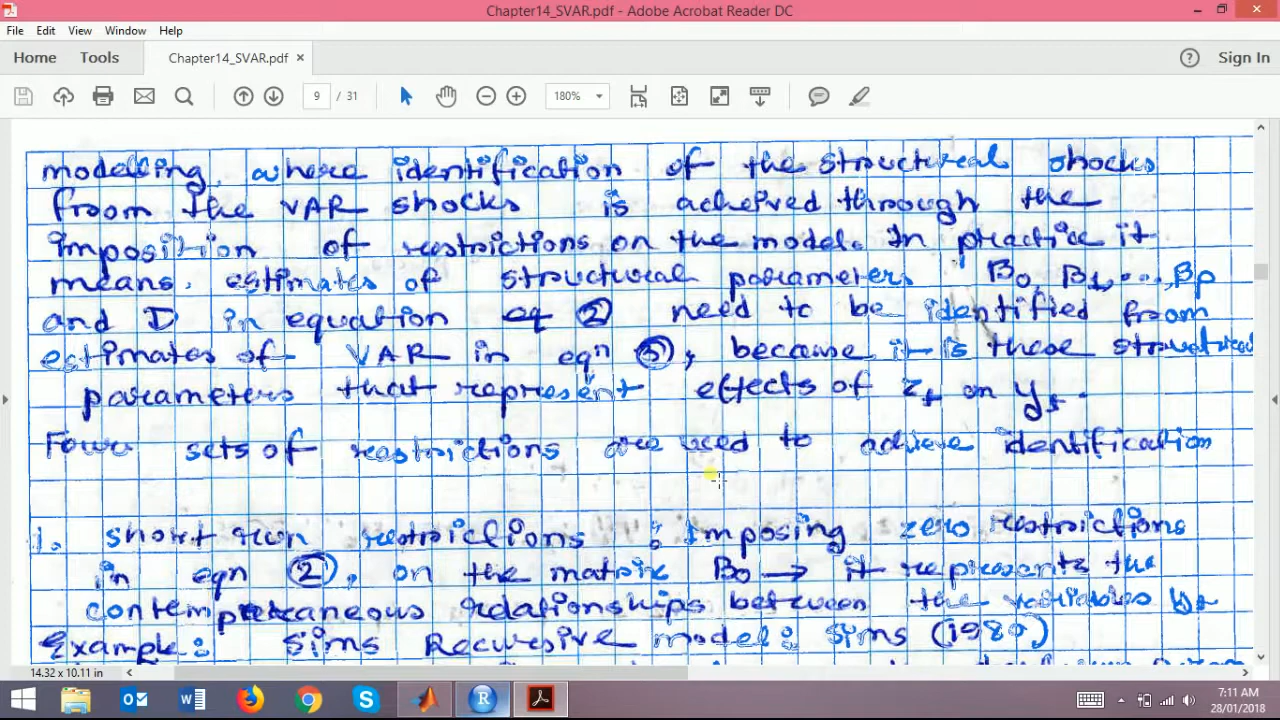 Chapter14_SVAR.pdf - Adobe Acrobat Reader DC
File Edit View Window Help
Home Tools Chapter14_SVAR.pdf × Sign In
9 / 31 180%
modelling, where identification of the structural shocks
from the VAR shocks is acheived through the
imposition of restrictions on the model. In practice it
means. estimates of structural parameters B0, B1,...,Bp
and D in equation eq ② need to be identified from
estimates of VAR in eqn ⑤, because it is these structural
parameters that represent effects of zt on yt.
Four sets of restrictions are used to achieve identification
1. short run restrictions : Imposing zero restrictions
in eqn ②, on the matrix B0 → it represents the
contemporaneous relationships between the variables bt
Example: Sims Recursive model: Sims (1980)
14.32 x 10.11 in
7:11 AM
28/01/2018